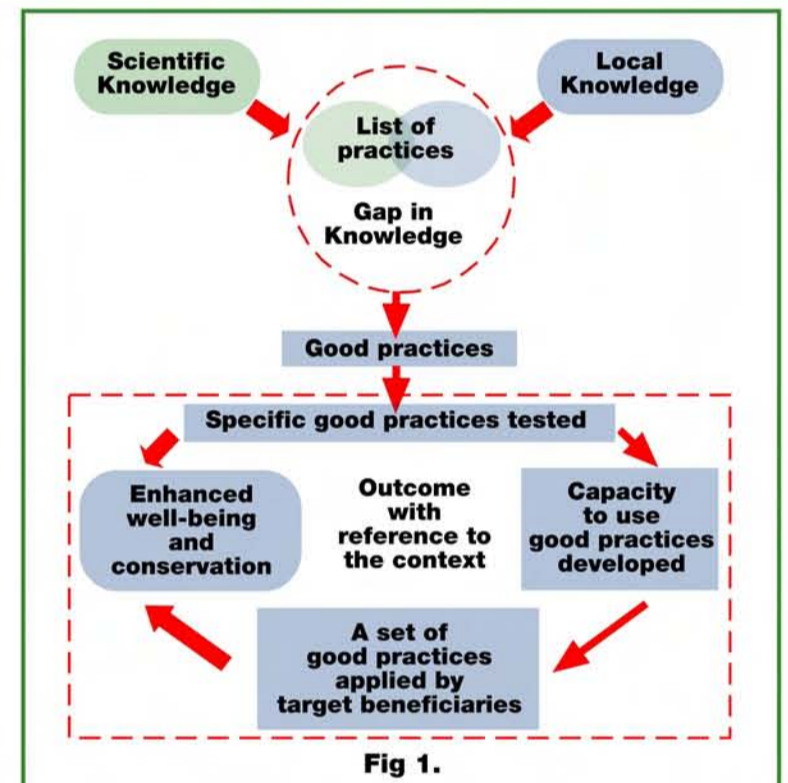 Scientific
Knowledge
Local
Knowledge
List of
practices
Gap in
Knowledge
Good practices
Specific good practices tested
Enhanced
well-being
and
conservation
Outcome
with
reference to
the context
Capacity
to use
good practices
developed
A set of
good practices
applied by
target beneficiaries
Fig 1.